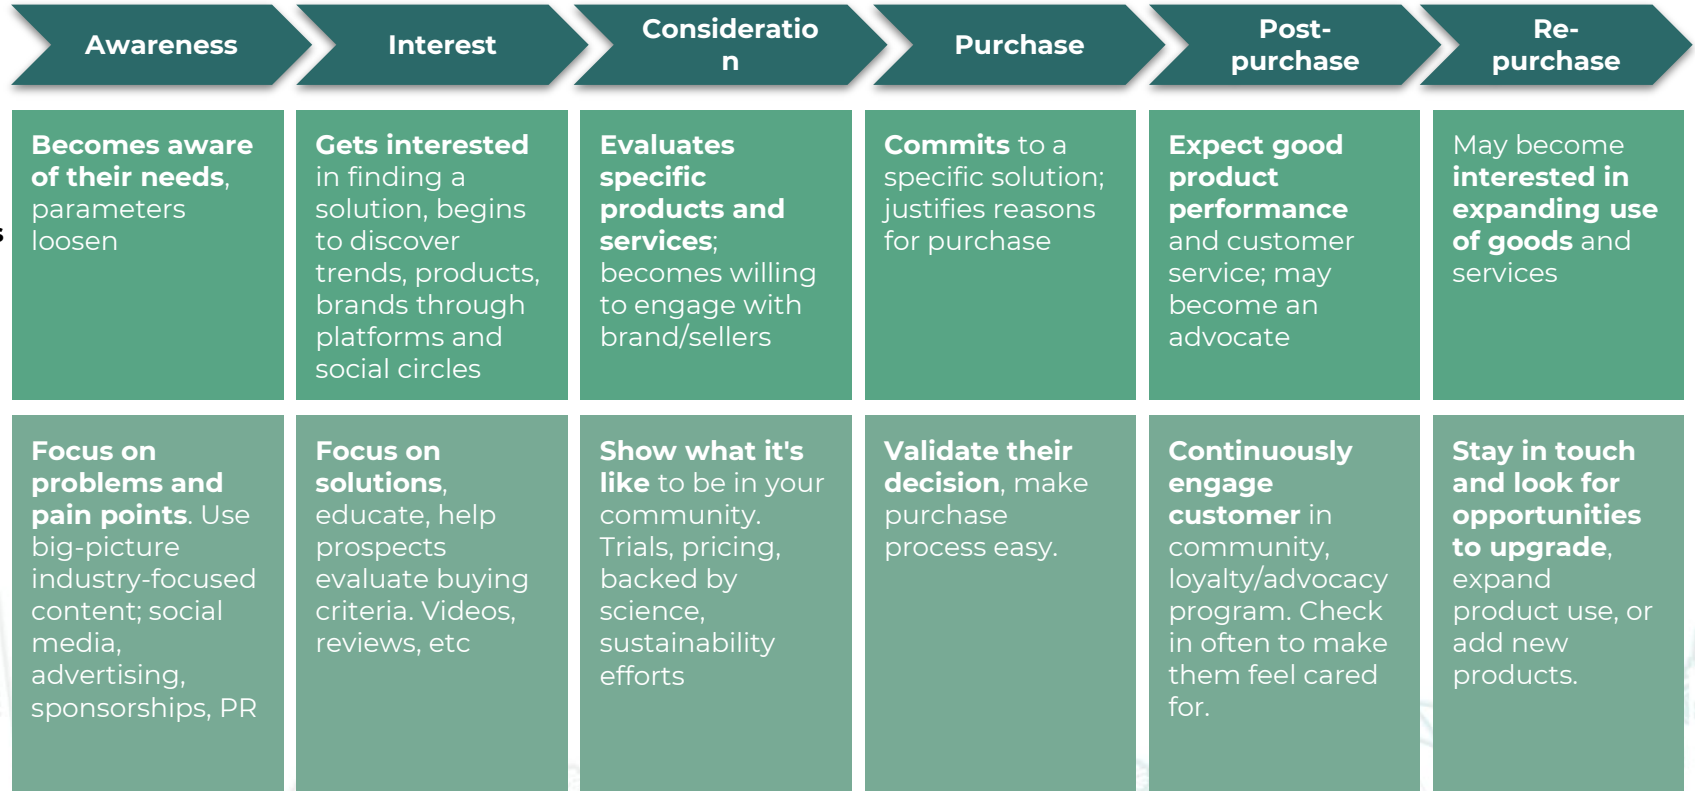 Awareness
Interest
Consideratio
n
Purchase
Post-
purchase
Re-
purchase
Becomes aware
of their needs,
parameters
loosen
Gets interested
in finding a
solution, begins
to discover
trends, products,
brands through
platforms and
social circles
Evaluates
specific
products and
services;
becomes willing
to engage with
brand/sellers
Commits to a
specific solution;
justifies reasons
for purchase
Expect good
product
performance
and customer
service; may
become an
advocate
May become
interested in
expanding use
of goods and
services
Focus on
problems and
pain points. Use
big-picture
industry-focused
content; social
media,
advertising,
sponsorships, PR
Focus on
solutions,
educate, help
prospects
evaluate buying
criteria. Videos,
reviews, etc
Show what it's
like to be in your
community.
Trials, pricing,
backed by
science,
sustainability
efforts
Validate their
decision, make
purchase
process easy.
Continuously
engage
customer in
community,
loyalty/advocacy
program. Check
in often to make
them feel cared
for.
Stay in touch
and look for
opportunities
to upgrade,
expand
product use, or
add new
products.